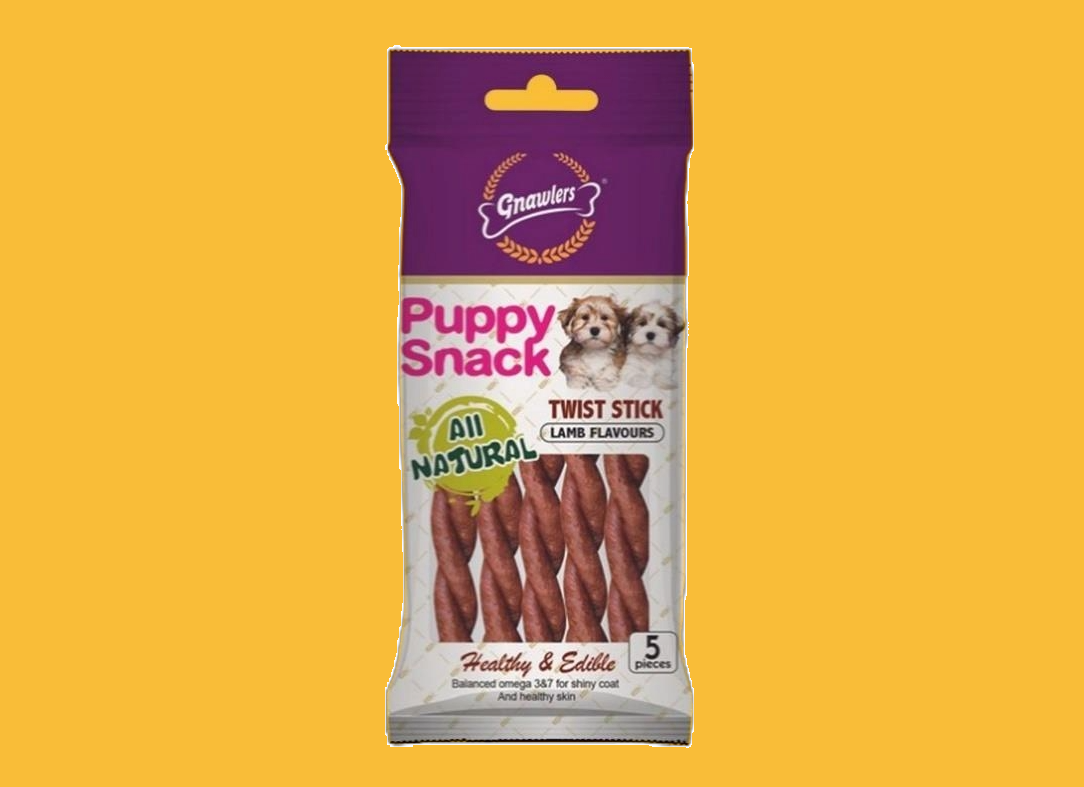 Gnawlers®
Puppy
Snack
TWIST STICK
LAMB FLAVOURS
All
NATURAL
5
pieces
Healthy & Edible
Balanced omega 3&7 for shiny coat
And healthy skin